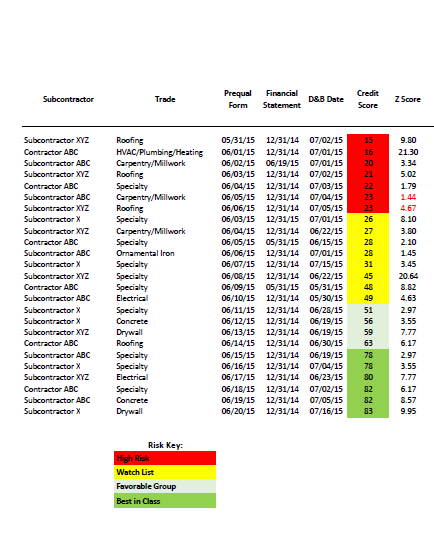 Subcontractor Trade Prequal Form Financial Statement D&B Date Credit Score Z Score
Subcontractor XYZ Roofing 05/31/15 12/31/14 07/02/15 15 9.80
Contractor ABC HVAC/Plumbing/Heating 06/01/15 12/31/14 07/01/15 16 21.30
Subcontractor ABC Carpentry/Millwork 06/02/15 06/19/15 07/01/15 20 3.34
Subcontractor XYZ Roofing 06/03/15 12/31/14 07/02/15 21 5.02
Contractor ABC Specialty 06/04/15 12/31/14 07/03/15 22 1.79
Subcontractor ABC Carpentry/Millwork 06/05/15 12/31/14 07/04/15 23 1.44
Subcontractor XYZ Roofing 06/06/15 12/31/14 07/05/15 23 4.67
Subcontractor X Specialty 06/03/15 12/31/15 07/01/15 26 8.10
Subcontractor XYZ Carpentry/Millwork 06/04/15 12/31/14 06/22/15 27 3.80
Contractor ABC Specialty 06/05/15 05/31/15 06/15/15 28 2.10
Subcontractor ABC Ornamental Iron 06/06/15 12/31/14 07/01/15 28 1.45
Subcontractor X Specialty 06/07/15 12/31/14 07/15/15 31 3.45
Subcontractor XYZ Specialty 06/08/15 12/31/14 06/22/15 45 20.64
Contractor ABC Specialty 06/09/15 05/31/15 05/31/15 48 8.82
Subcontractor ABC Electrical 06/10/15 12/31/14 05/30/15 49 4.63
Subcontractor X Specialty 06/11/15 12/31/14 06/28/15 51 2.97
Subcontractor X Concrete 06/12/15 12/31/14 06/19/15 56 3.55
Subcontractor XYZ Drywall 06/13/15 12/31/14 06/19/15 59 7.77
Contractor ABC Roofing 06/14/15 12/31/14 06/30/15 63 6.17
Subcontractor ABC Specialty 06/15/15 12/31/14 06/19/15 78 2.97
Subcontractor X Specialty 06/16/15 12/31/14 07/04/15 78 3.55
Subcontractor XYZ Electrical 06/17/15 12/31/14 06/23/15 80 7.77
Contractor ABC Specialty 06/18/15 12/31/14 07/02/15 82 6.17
Subcontractor ABC Concrete 06/19/15 12/31/14 07/05/15 82 8.57
Subcontractor X Drywall 06/20/15 12/31/14 07/16/15 83 9.95
Risk Key:
High Risk
Watch List
Favorable Group
Best in Class